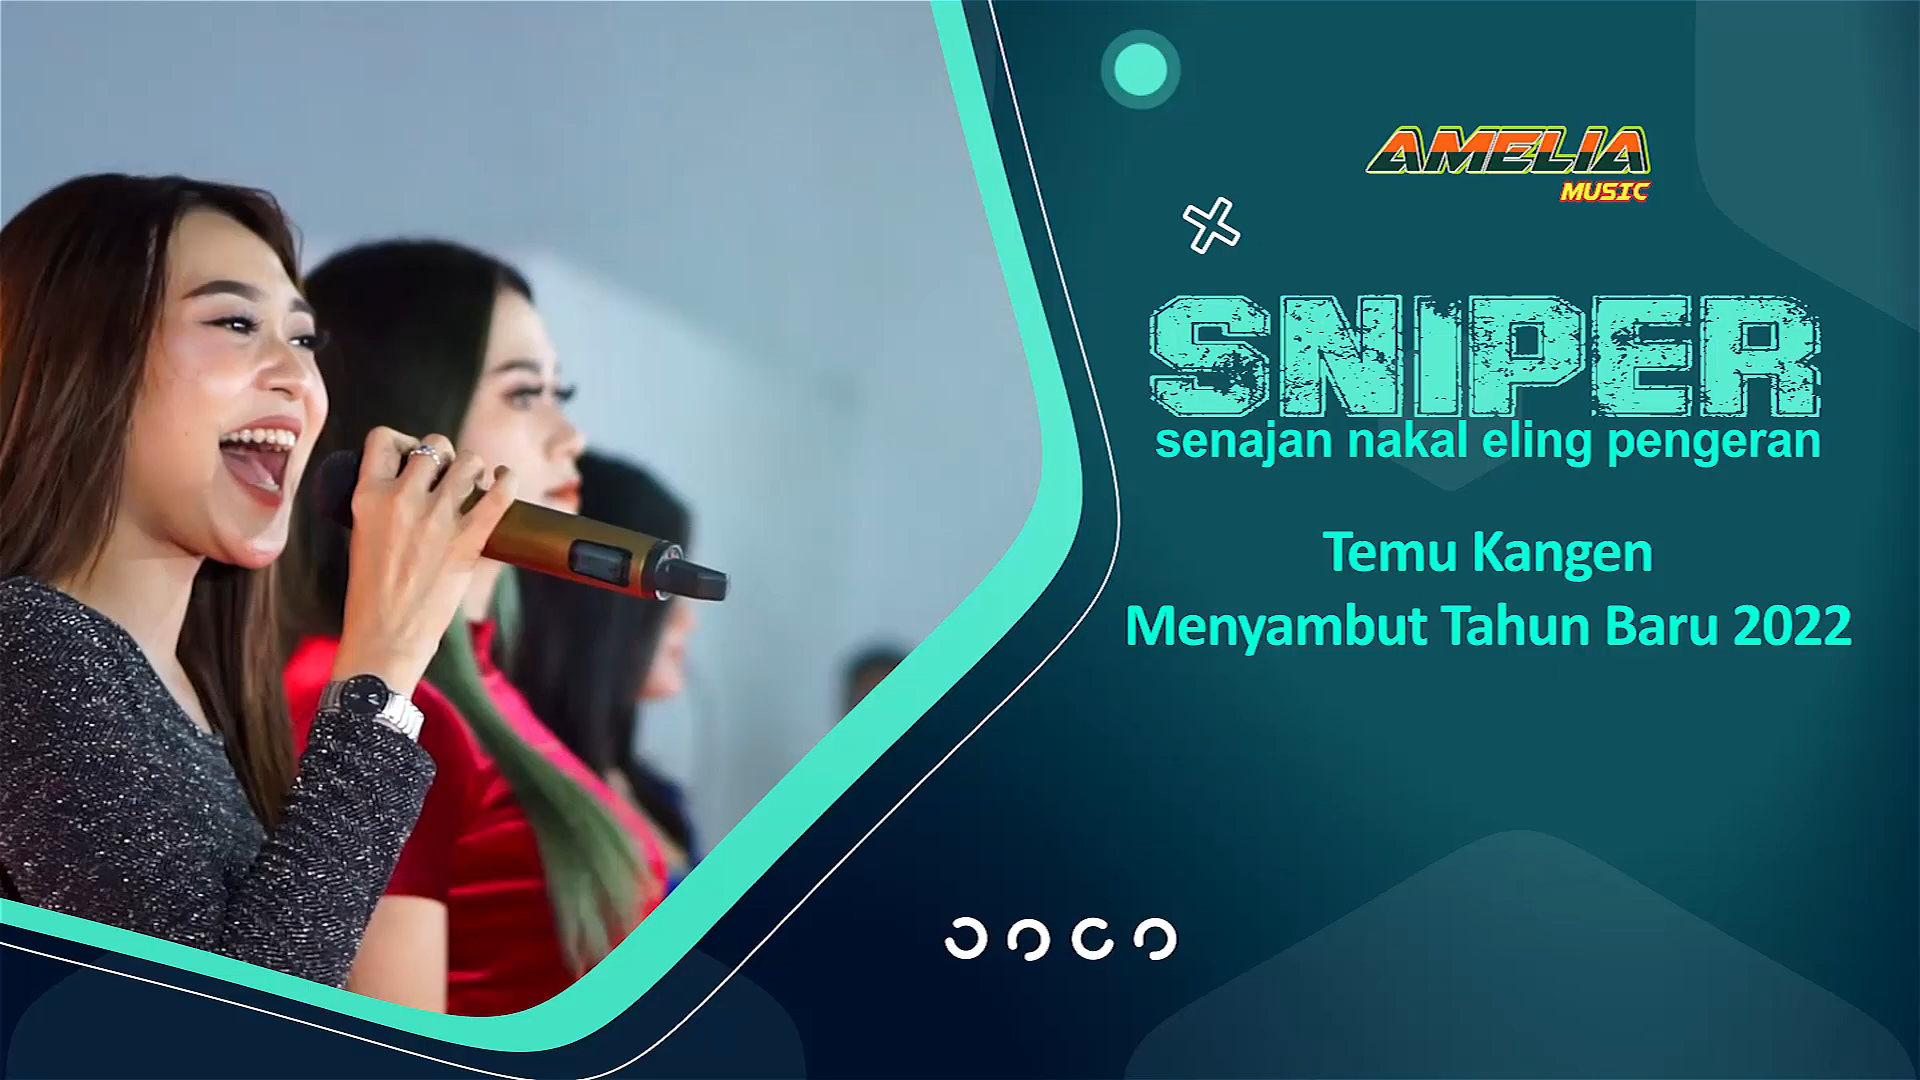 AMELIA
MUSIC
SNIPER
senajan nakal eling pengeran
Temu Kangen
Menyambut Tahun Baru 2022